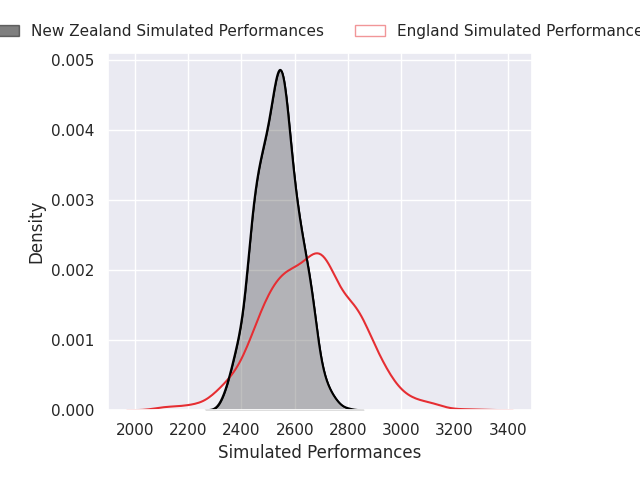 New Zealand Simulated Performances England Simulated Performance
0.005
0.004
0.003
0.002
0.001
0.000
Density
2000 2200 2400 2600 2800 3000 3200 3400
Simulated Performances